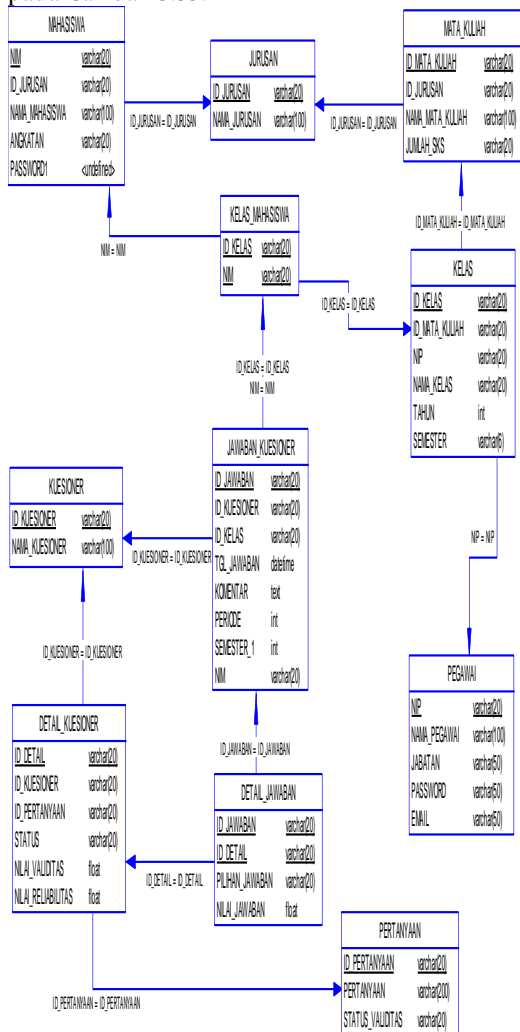 MAHASISWA
NIM varchar(20)
ID_JURUSAN varchar(20)
NAMA_MAHASISWA varchar(100)
ANGKATAN varchar(20)
PASSWORD1 <undefined>
JURUSAN
ID_JURUSAN varchar(20)
NAMA_JURUSAN varchar(100)
MATA_KULIAH
ID_MATA_KULIAH varchar(20)
ID_JURUSAN varchar(20)
NAMA_MATA_KULIAH varchar(100)
JUMLAH_SKS varchar(20)
ID_JURUSAN = ID_JURUSAN
ID_JURUSAN = ID_JURUSAN
KELAS_MAHASISWA
ID_KELAS varchar(20)
NIM varchar(20)
NIM = NIM
ID_MATA_KULIAH = ID_MATA_KULIAH
ID_KELAS = ID_KELAS
KELAS
ID_KELAS varchar(20)
ID_MATA_KULIAH varchar(20)
NIP varchar(20)
NAMA_KELAS varchar(20)
TAHUN int
SEMESTER varchar(6)
ID_KELAS = ID_KELAS
NIM = NIM
JAWABAN_KUESIONER
ID_JAWABAN varchar(20)
ID_KUESIONER varchar(20)
ID_KELAS varchar(20)
TGL_JAWABAN datetime
KOMENTAR text
PERIODE int
SEMESTER_1 int
NIM varchar(20)
KUESIONER
ID_KUESIONER varchar(20)
NAMA_KUESIONER varchar(100)
ID_KUESIONER = ID_KUESIONER
NIP = NIP
ID_KUESIONER = ID_KUESIONER
PEGAWAI
NIP varchar(20)
NAMA_PEGAWAI varchar(100)
JABATAN varchar(50)
PASSWORD varchar(50)
EMAIL varchar(50)
DETAIL_KUESIONER
ID_DETAIL varchar(20)
ID_KUESIONER varchar(20)
ID_PERTANYAAN varchar(20)
STATUS varchar(20)
NILAI_VALIDITAS float
NILAI_RELIABILITAS float
ID_JAWABAN = ID_JAWABAN
DETAIL_JAWABAN
ID_JAWABAN varchar(20)
ID_DETAIL varchar(20)
PILIHAN_JAWABAN varchar(20)
NILAI_JAWABAN float
ID_DETAIL = ID_DETAIL
PERTANYAAN
ID_PERTANYAAN varchar(20)
PERTANYAAN varchar(200)
STATUS_VALIDITAS varchar(20)
ID_PERTANYAAN = ID_PERTANYAAN